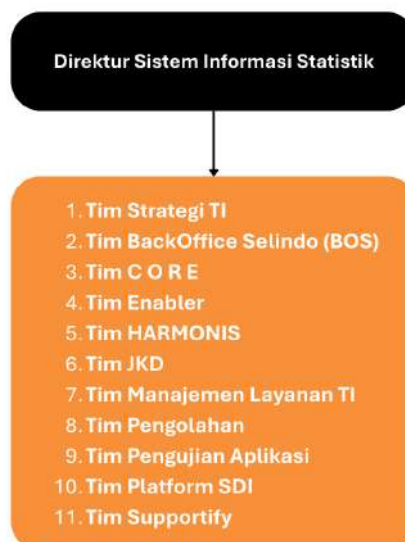 Direktur Sistem Informasi Statistik
1. Tim Strategi TI
2. Tim BackOffice Selindo (BOS)
3. Tim C O R E
4. Tim Enabler
5. Tim HARMONIS
6. Tim JKD
7. Tim Manajemen Layanan TI
8. Tim Pengolahan
9. Tim Pengujian Aplikasi
10. Tim Platform SDI
11. Tim Supportify